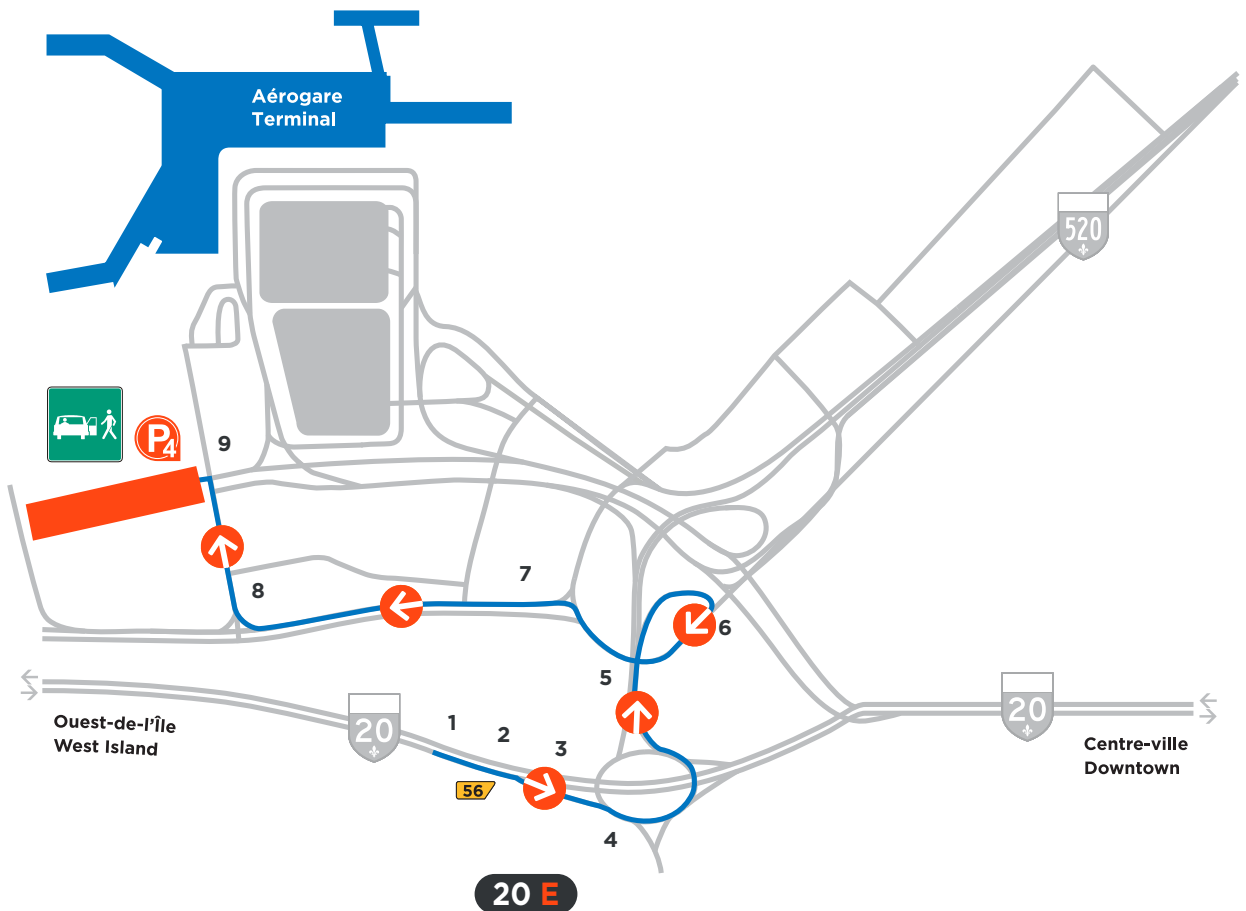 Aérogare
Terminal
520
P4
9
8
7
6
5
Ouest-de-l'Île
West Island
20
1
2
3
56
4
20
Centre-ville
Downtown
20 E